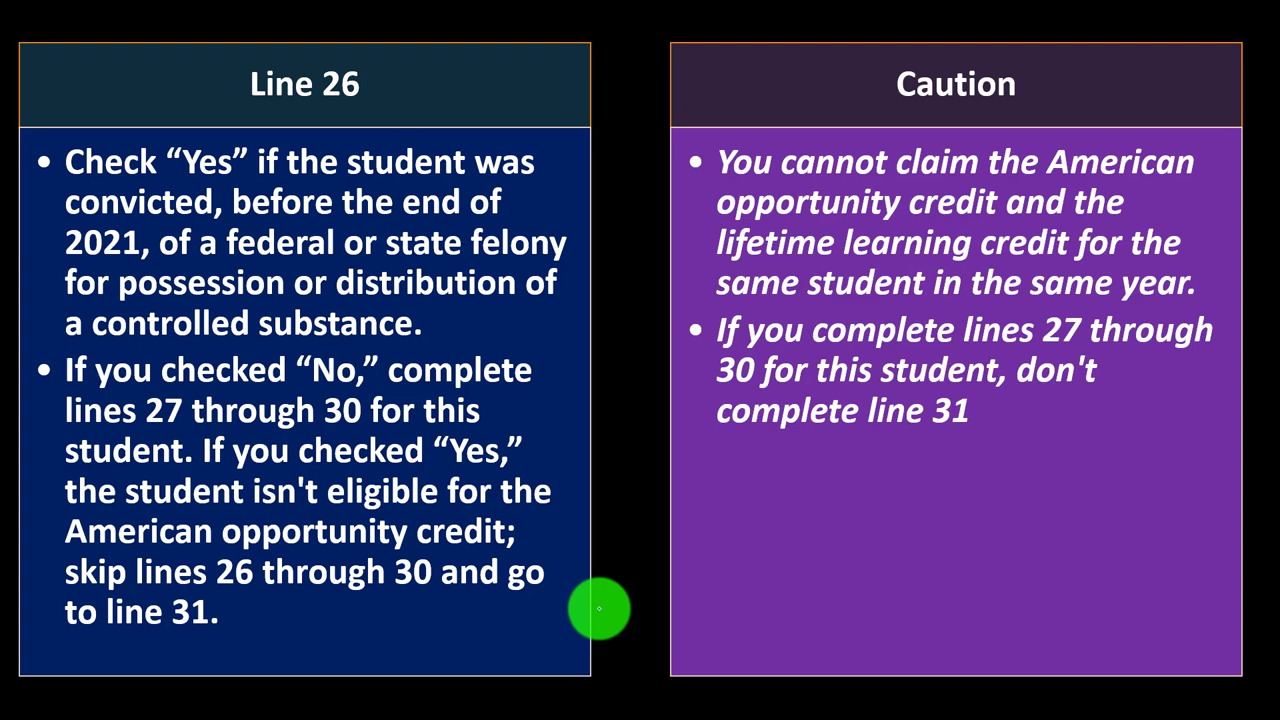 Line 26
• Check “Yes” if the student was
convicted, before the end of
2021, of a federal or state felony
for possession or distribution of
a controlled substance.
• If you checked “No,” complete
lines 27 through 30 for this
student. If you checked “Yes,”
the student isn't eligible for the
American opportunity credit;
skip lines 26 through 30 and go
to line 31.
Caution
• You cannot claim the American
opportunity credit and the
lifetime learning credit for the
same student in the same year.
• If you complete lines 27 through
30 for this student, don't
complete line 31